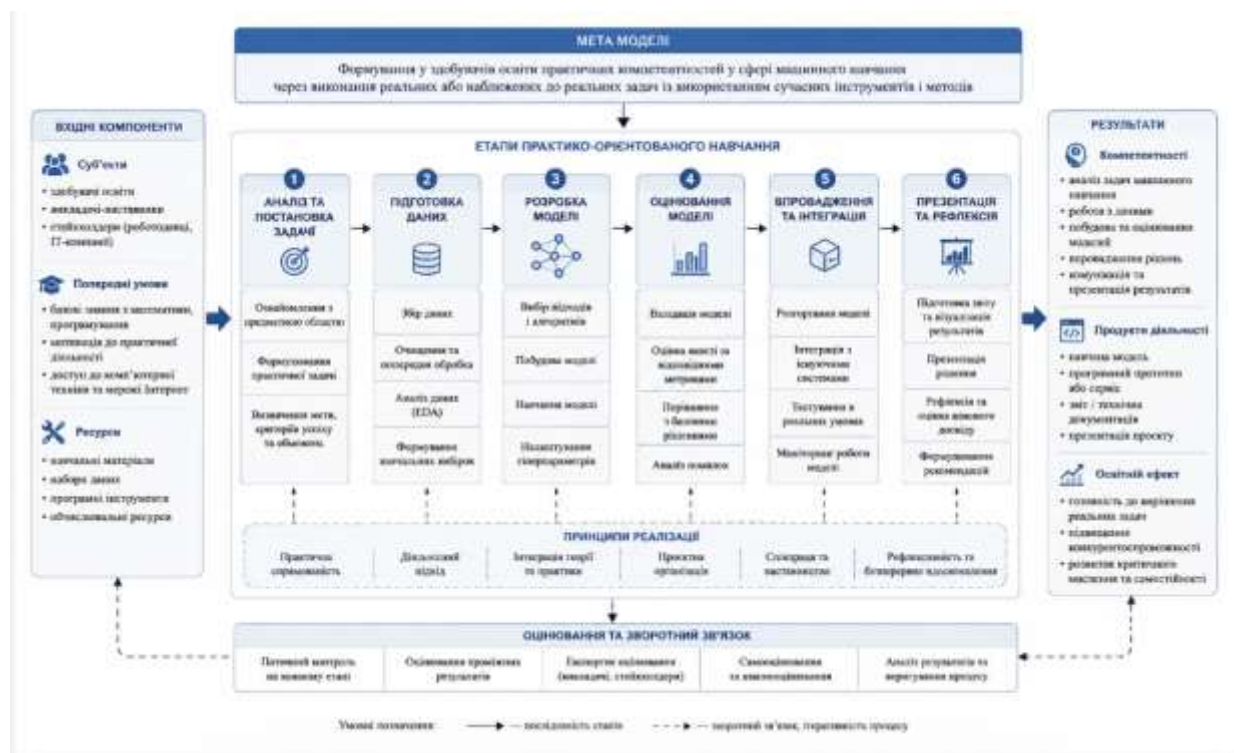 МЕТА МОДЕЛІ
Формування у здобувачів освіти практичних компетентностей у сфері машинного навчання
через виконання реальних або наближених до реальних задач із використанням сучасних інструментів і методів
ВХІДНІ КОМПОНЕНТИ
Суб'єкти
• здобувачі освіти
• викладачі-наставники
• стейкхолдери (роботодавці,
ІТ-компанії)
Попередні умови
• базові знання з математики,
програмування
• мотивація до практичної
діяльності
• доступ до комп'ютерної
техніки та мережі Інтернет
Ресурси
• навчальні матеріали
• набори даних
• програмні інструменти
• обчислювальні ресурси
ЕТАПИ ПРАКТИКО-ОРІЄНТОВАНОГО НАВЧАННЯ
1
АНАЛІЗ ТА
ПОСТАНОВКА
ЗАДАЧІ
Ознайомлення з
предметною областю
Формулювання
практичної задачі
Визначення мети,
критеріїв успіху
та обмежень
2
ПІДГОТОВКА
ДАНИХ
Збір даних
Очищення та
попередня обробка
Аналіз даних
(EDA)
Формування
навчальних вибірок
3
РОЗРОБКА
МОДЕЛІ
Вибір підходів
і алгоритмів
Побудова моделі
Навчання моделі
Налаштування
гіперпараметрів
4
ОЦІНЮВАННЯ
МОДЕЛІ
Валідація моделі
Оцінка якості за
відповідними
метриками
Порівняння
з базовими
рішеннями
Аналіз помилок
5
ВПРОВАДЖЕННЯ
ТА ІНТЕГРАЦІЯ
Розгортання моделі
Інтеграція з
існуючими
системами
Тестування в
реальних умовах
Моніторинг роботи
моделі
6
ПРЕЗЕНТАЦІЯ
ТА РЕФЛЕКСІЯ
Підготовка звіту
та візуалізація
результатів
Презентація
рішення
Рефлексія та
оцінка власного
досвіду
Формулювання
рекомендацій
ПРИНЦИПИ РЕАЛІЗАЦІЇ
Практична
спрямованість
Діяльнісний
підхід
Інтеграція теорії
та практики
Проєктна
організація
Співпраця та
наставництво
Рефлексивність та
безперервне вдосконалення
РЕЗУЛЬТАТИ
Компетентності
• аналіз задач машинного
навчання
• робота з даними
• побудова та оцінювання
моделей
• впровадження рішень
• комунікація та
презентація результатів
Продукти діяльності
• навчена модель
• програмний прототип
або сервіс
• звіт / технічна
документація
• презентація проєкту
Освітній ефект
• готовність до вирішення
реальних задач
• підвищення
конкурентоспроможності
• розвиток критичного
мислення та самостійності
ОЦІНЮВАННЯ ТА ЗВОРОТНИЙ ЗВ'ЯЗОК
Поточний контроль
на кожному етапі
Оцінювання проміжних
результатів
Експертне оцінювання
(викладачі, стейкхолдери)
Самооцінювання
та взаємооцінювання
Аналіз результатів та
коригування процесу
Умовні позначення:
— послідовність етапів
— зворотний зв'язок, ітеративність процесу